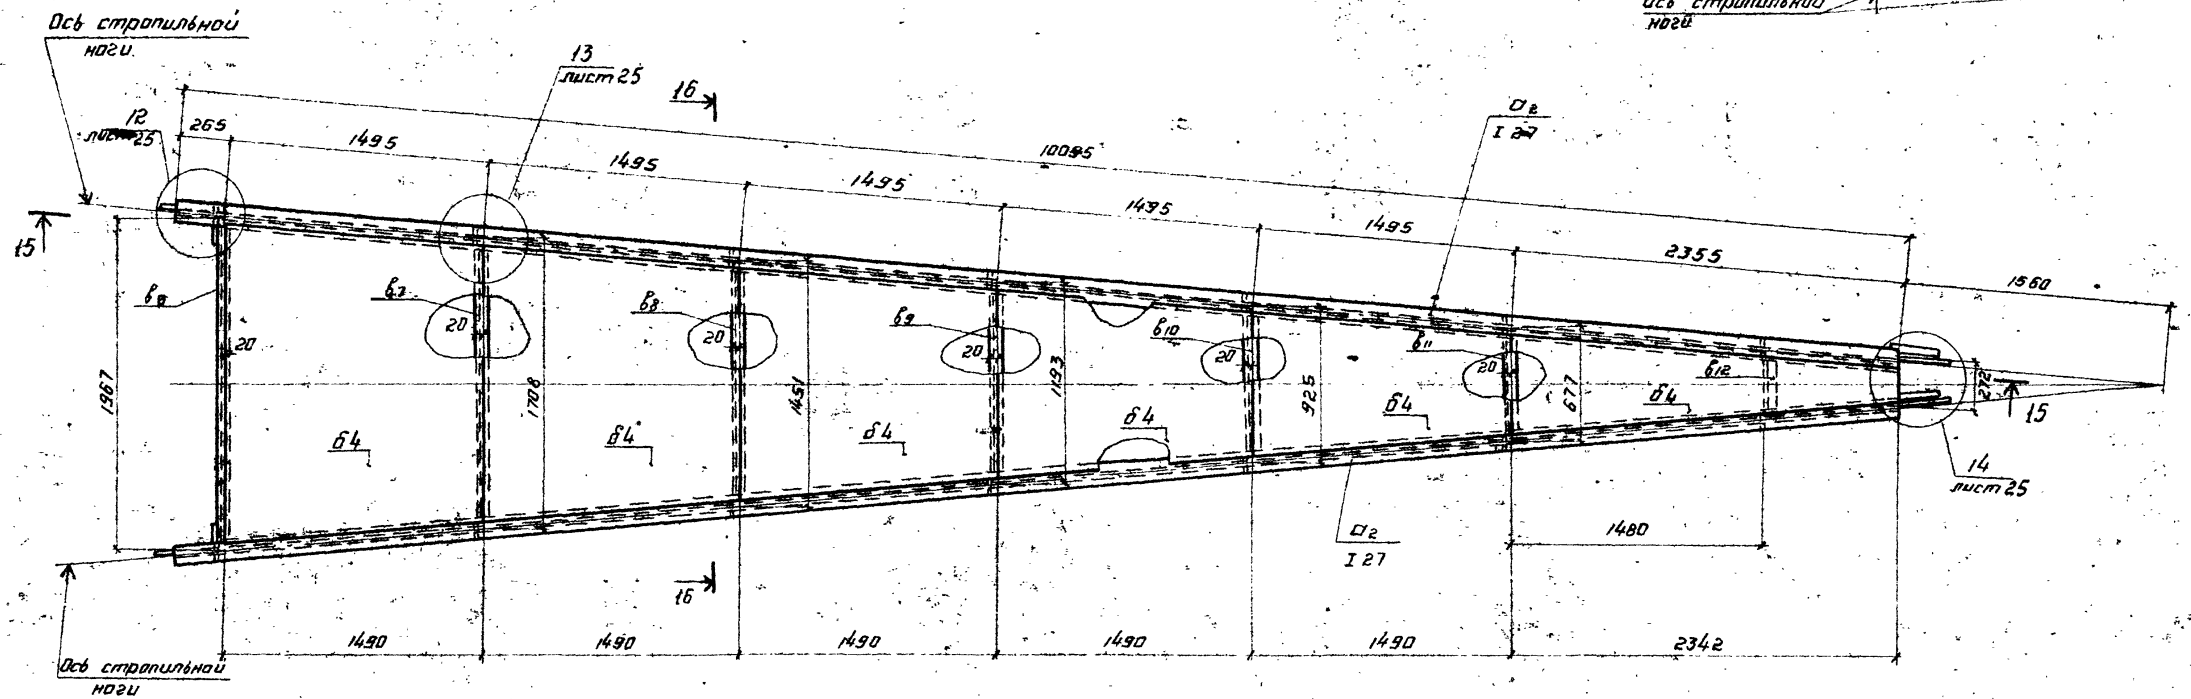 Ось стропильной
ноги.
ось стропильной
ноги
13
лист 25
16
12
лист 25
265
1495
1495
1495
1495
1495
2355
1560
10095
а2
I 27
15
в7
в8
в9
в10
в11
в12
20
20
20
20
20
20
1967
1708
1451
1193
925
677
272
б4
б4
б4
б4
б4
б4
15
14
лист 25
а2
I 27
1480
16
1490
1490
1490
1490
1490
2342
Ось стропильной
ноги